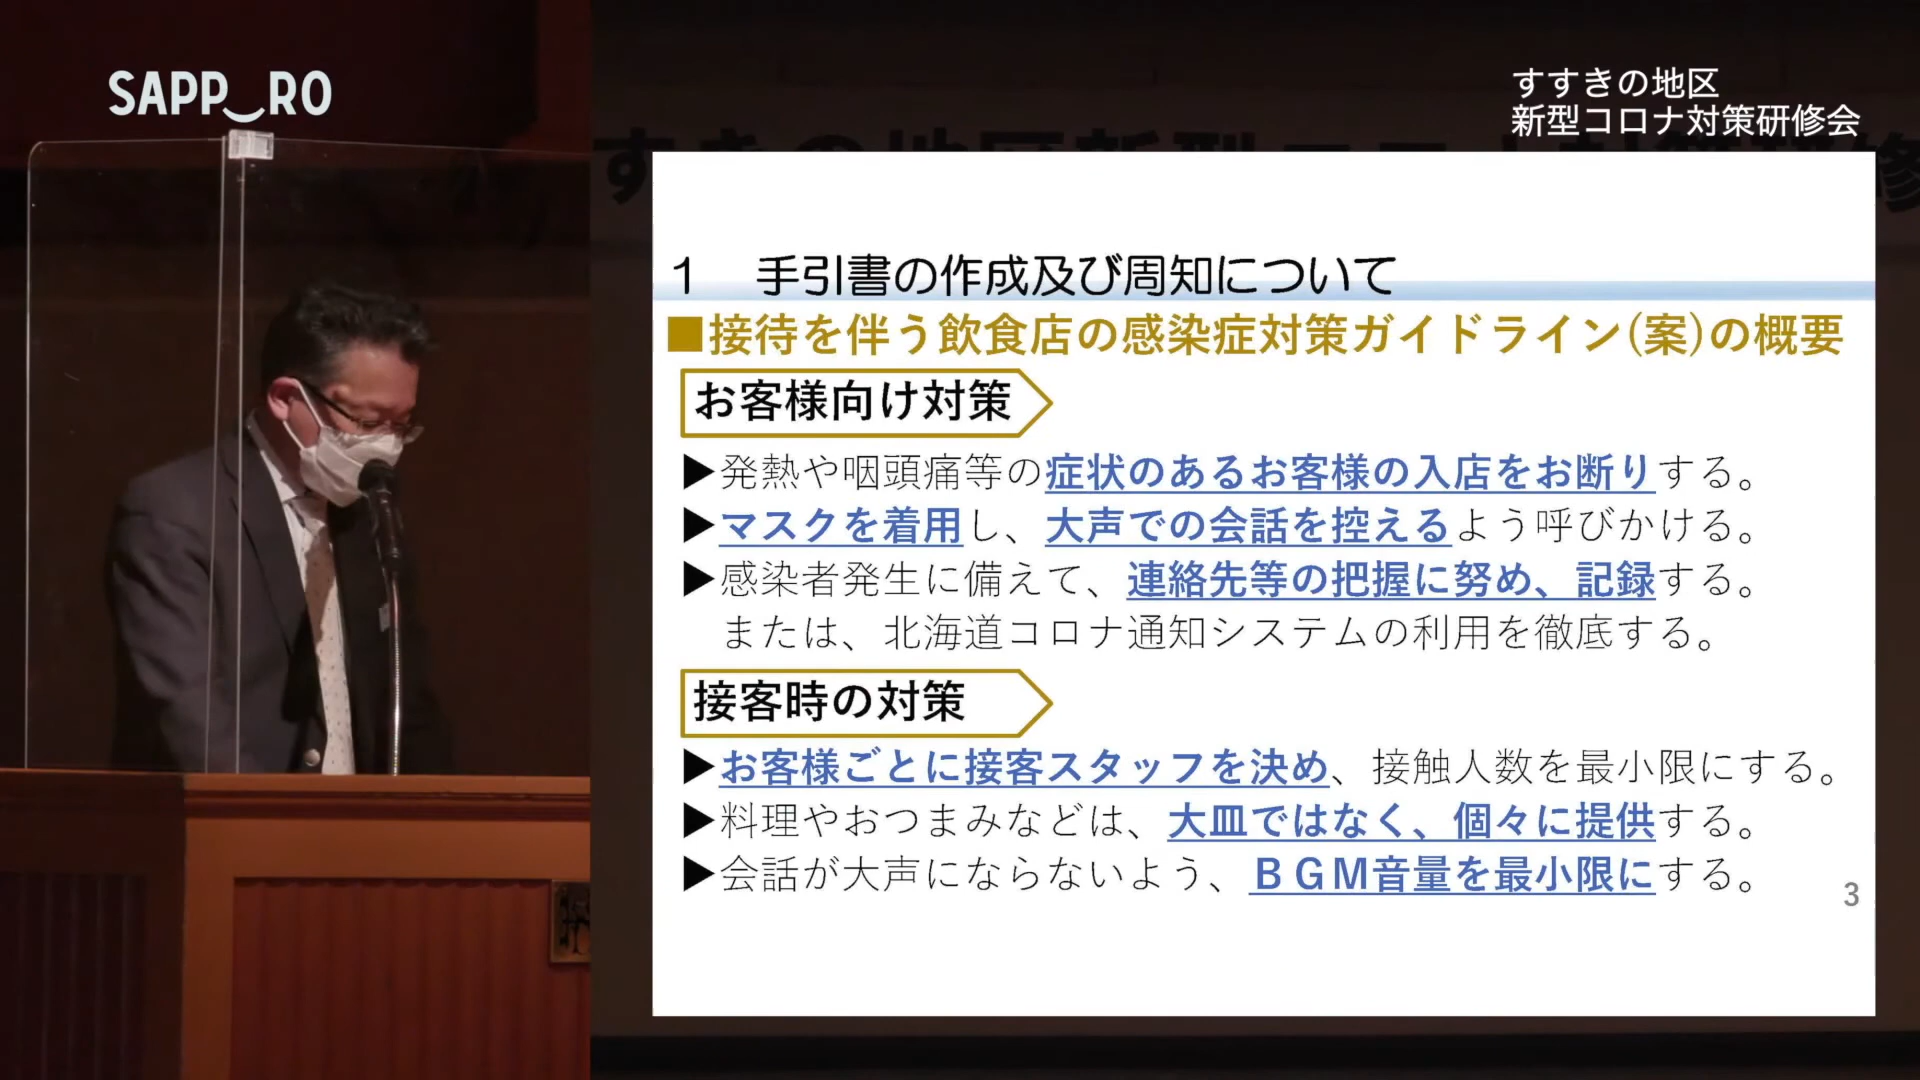 SAPP_RO
すすきの地区
新型コロナ対策研修会
1 手引書の作成及び周知について
■接待を伴う飲食店の感染症対策ガイドライン(案)の概要
お客様向け対策
▶発熱や咽頭痛等の症状のあるお客様の入店をお断りする。
▶マスクを着用し、大声での会話を控えるよう呼びかける。
▶感染者発生に備えて、連絡先等の把握に努め、記録する。
または、北海道コロナ通知システムの利用を徹底する。
接客時の対策
▶お客様ごとに接客スタッフを決め、接触人数を最小限にする。
▶料理やおつまみなどは、大皿ではなく、個々に提供する。
▶会話が大声にならないよう、BGM音量を最小限にする。
3